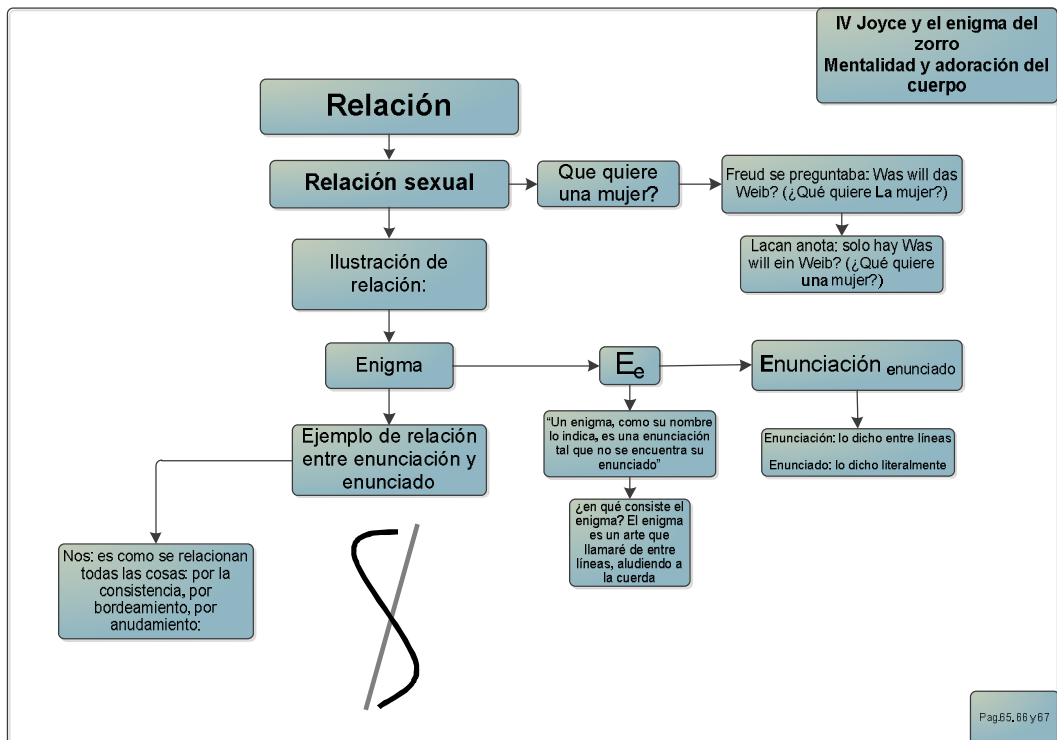 IV Joyce y el enigma del
zorro
Mentalidad y adoración del
cuerpo
Relación
Relación sexual
Que quiere
una mujer?
Freud se preguntaba: Was will das
Weib? (¿Qué quiere La mujer?)
Lacan anota: solo hay Was
will ein Weib? (¿Qué quiere
una mujer?)
Ilustración de
relación:
Enigma
Ee
Enunciación enunciado
Ejemplo de relación
entre enunciación y
enunciado
“Un enigma, como su nombre
lo indica, es una enunciación
tal que no se encuentra su
enunciado”
Enunciación: lo dicho entre líneas
Enunciado: lo dicho literalmente
¿en qué consiste el
enigma? El enigma
es un arte que
llamaré de entre
líneas, aludiendo a
la cuerda
Nos: es como se relacionan
todas las cosas: por la
consistencia, por
bordeamiento, por
anudamiento:
Pag.65, 66 y 67